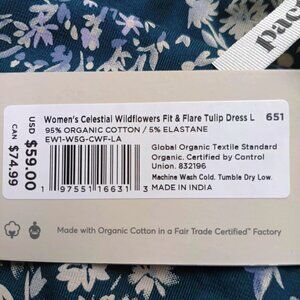 pac
Women's Celestial Wildflowers Fit & Flare Tulip Dress L 651
95% ORGANIC COTTON / 5% ELASTANE
EW1-W5G-CWF-LA
USD $59.00
CAN $74.99
1 97551 16631 3
Global Organic Textile Standard
Organic. Certified by Control
Union. 832196
Machine Wash Cold. Tumble Dry Low.
MADE IN INDIA
Made with Organic Cotton in a Fair Trade Certified™ Factory